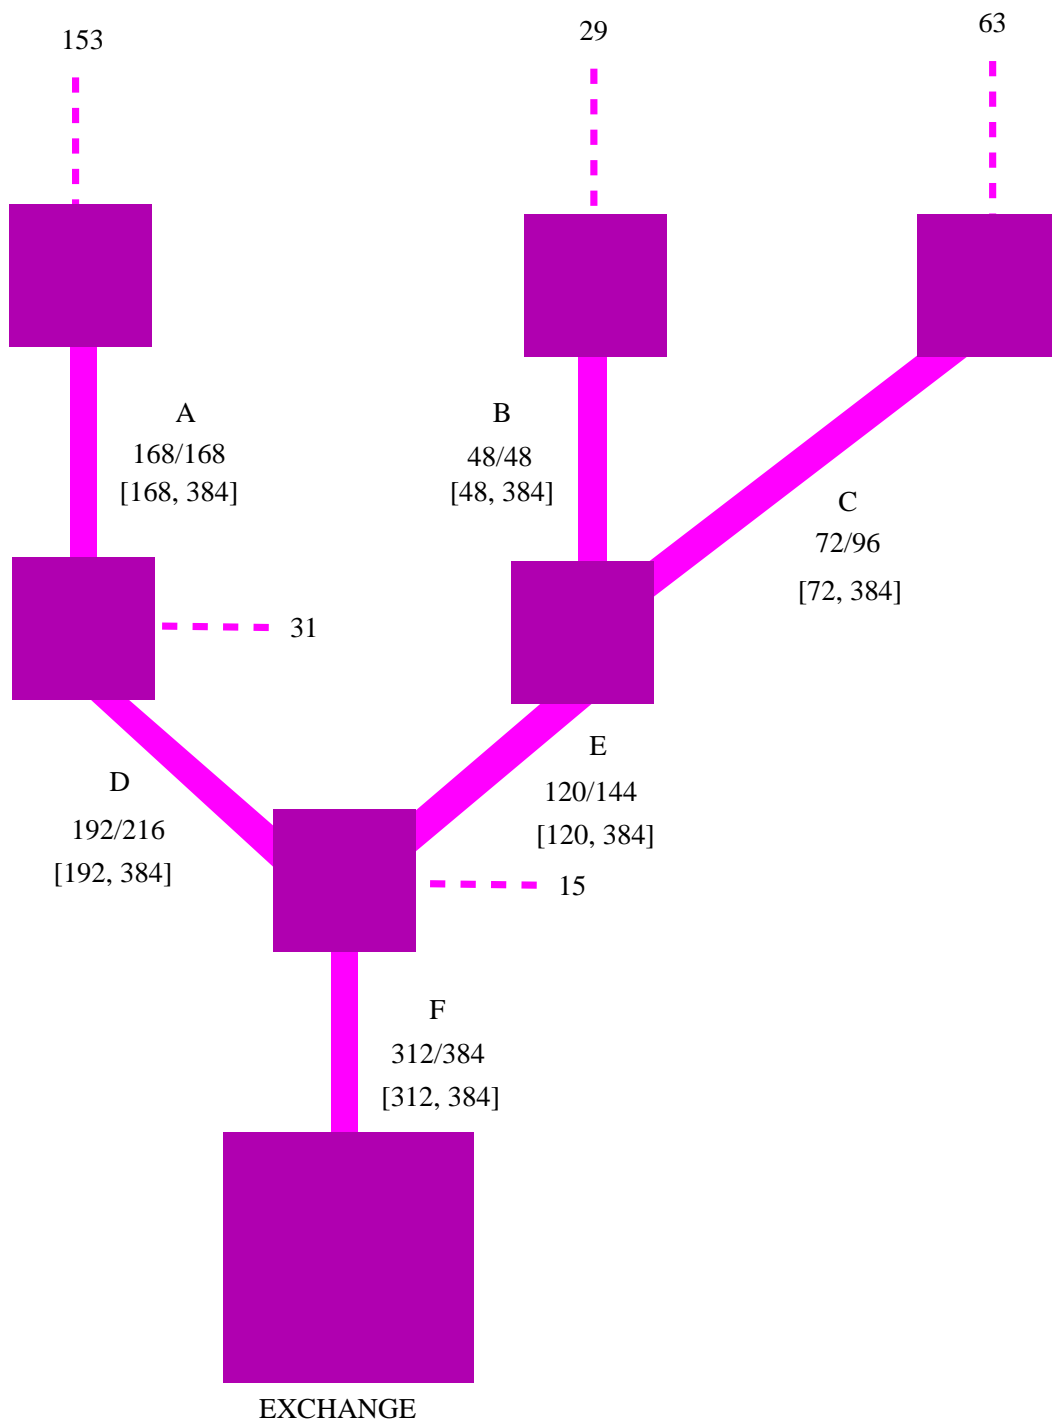 153
29
63
A
168/168
[168, 384]
B
48/48
[48, 384]
C
72/96
[72, 384]
31
D
192/216
[192, 384]
E
120/144
[120, 384]
15
F
312/384
[312, 384]
EXCHANGE